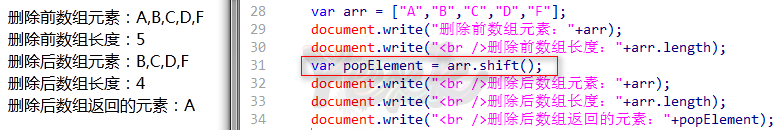 删除前数组元素：A,B,C,D,F
删除前数组长度：5
删除后数组元素：B,C,D,F
删除后数组长度：4
删除后数组返回的元素：A
28 var arr = ["A","B","C","D","F"];
29 document.write("删除前数组元素："+arr);
30 document.write("<br />删除前数组长度："+arr.length);
31 var popElement = arr.shift();
32 document.write("<br />删除后数组元素："+arr);
33 document.write("<br />删除后数组长度："+arr.length);
34 document.write("<br />删除后数组返回的元素："+popElement);